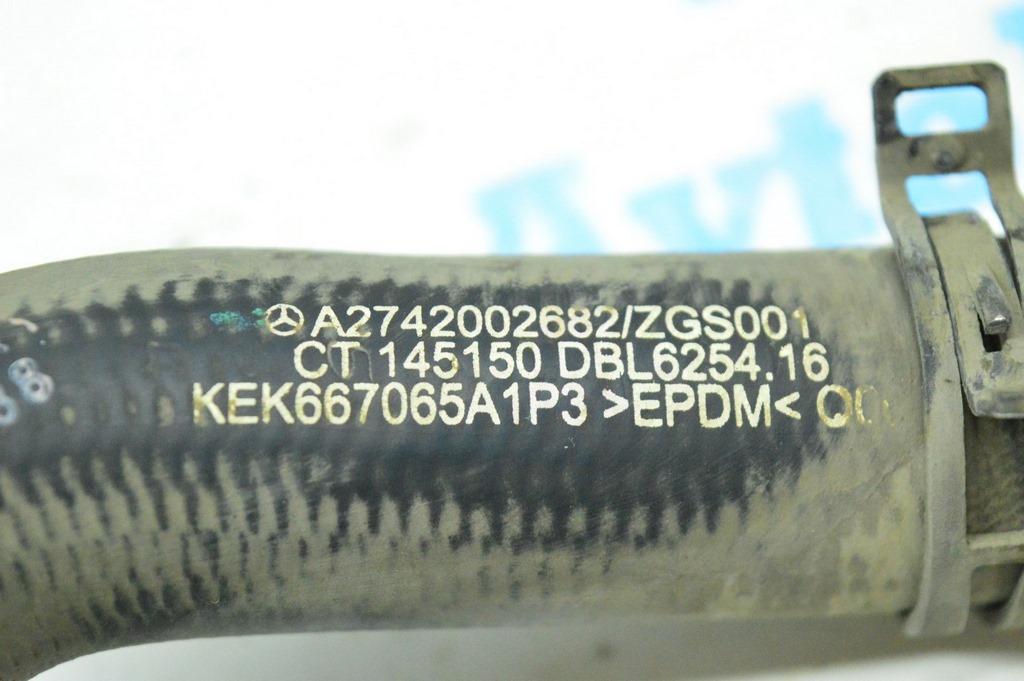 A2742002682/ZGS001
CT 145150 DBL6254.16
KEK667065A1P3 >EPDM<